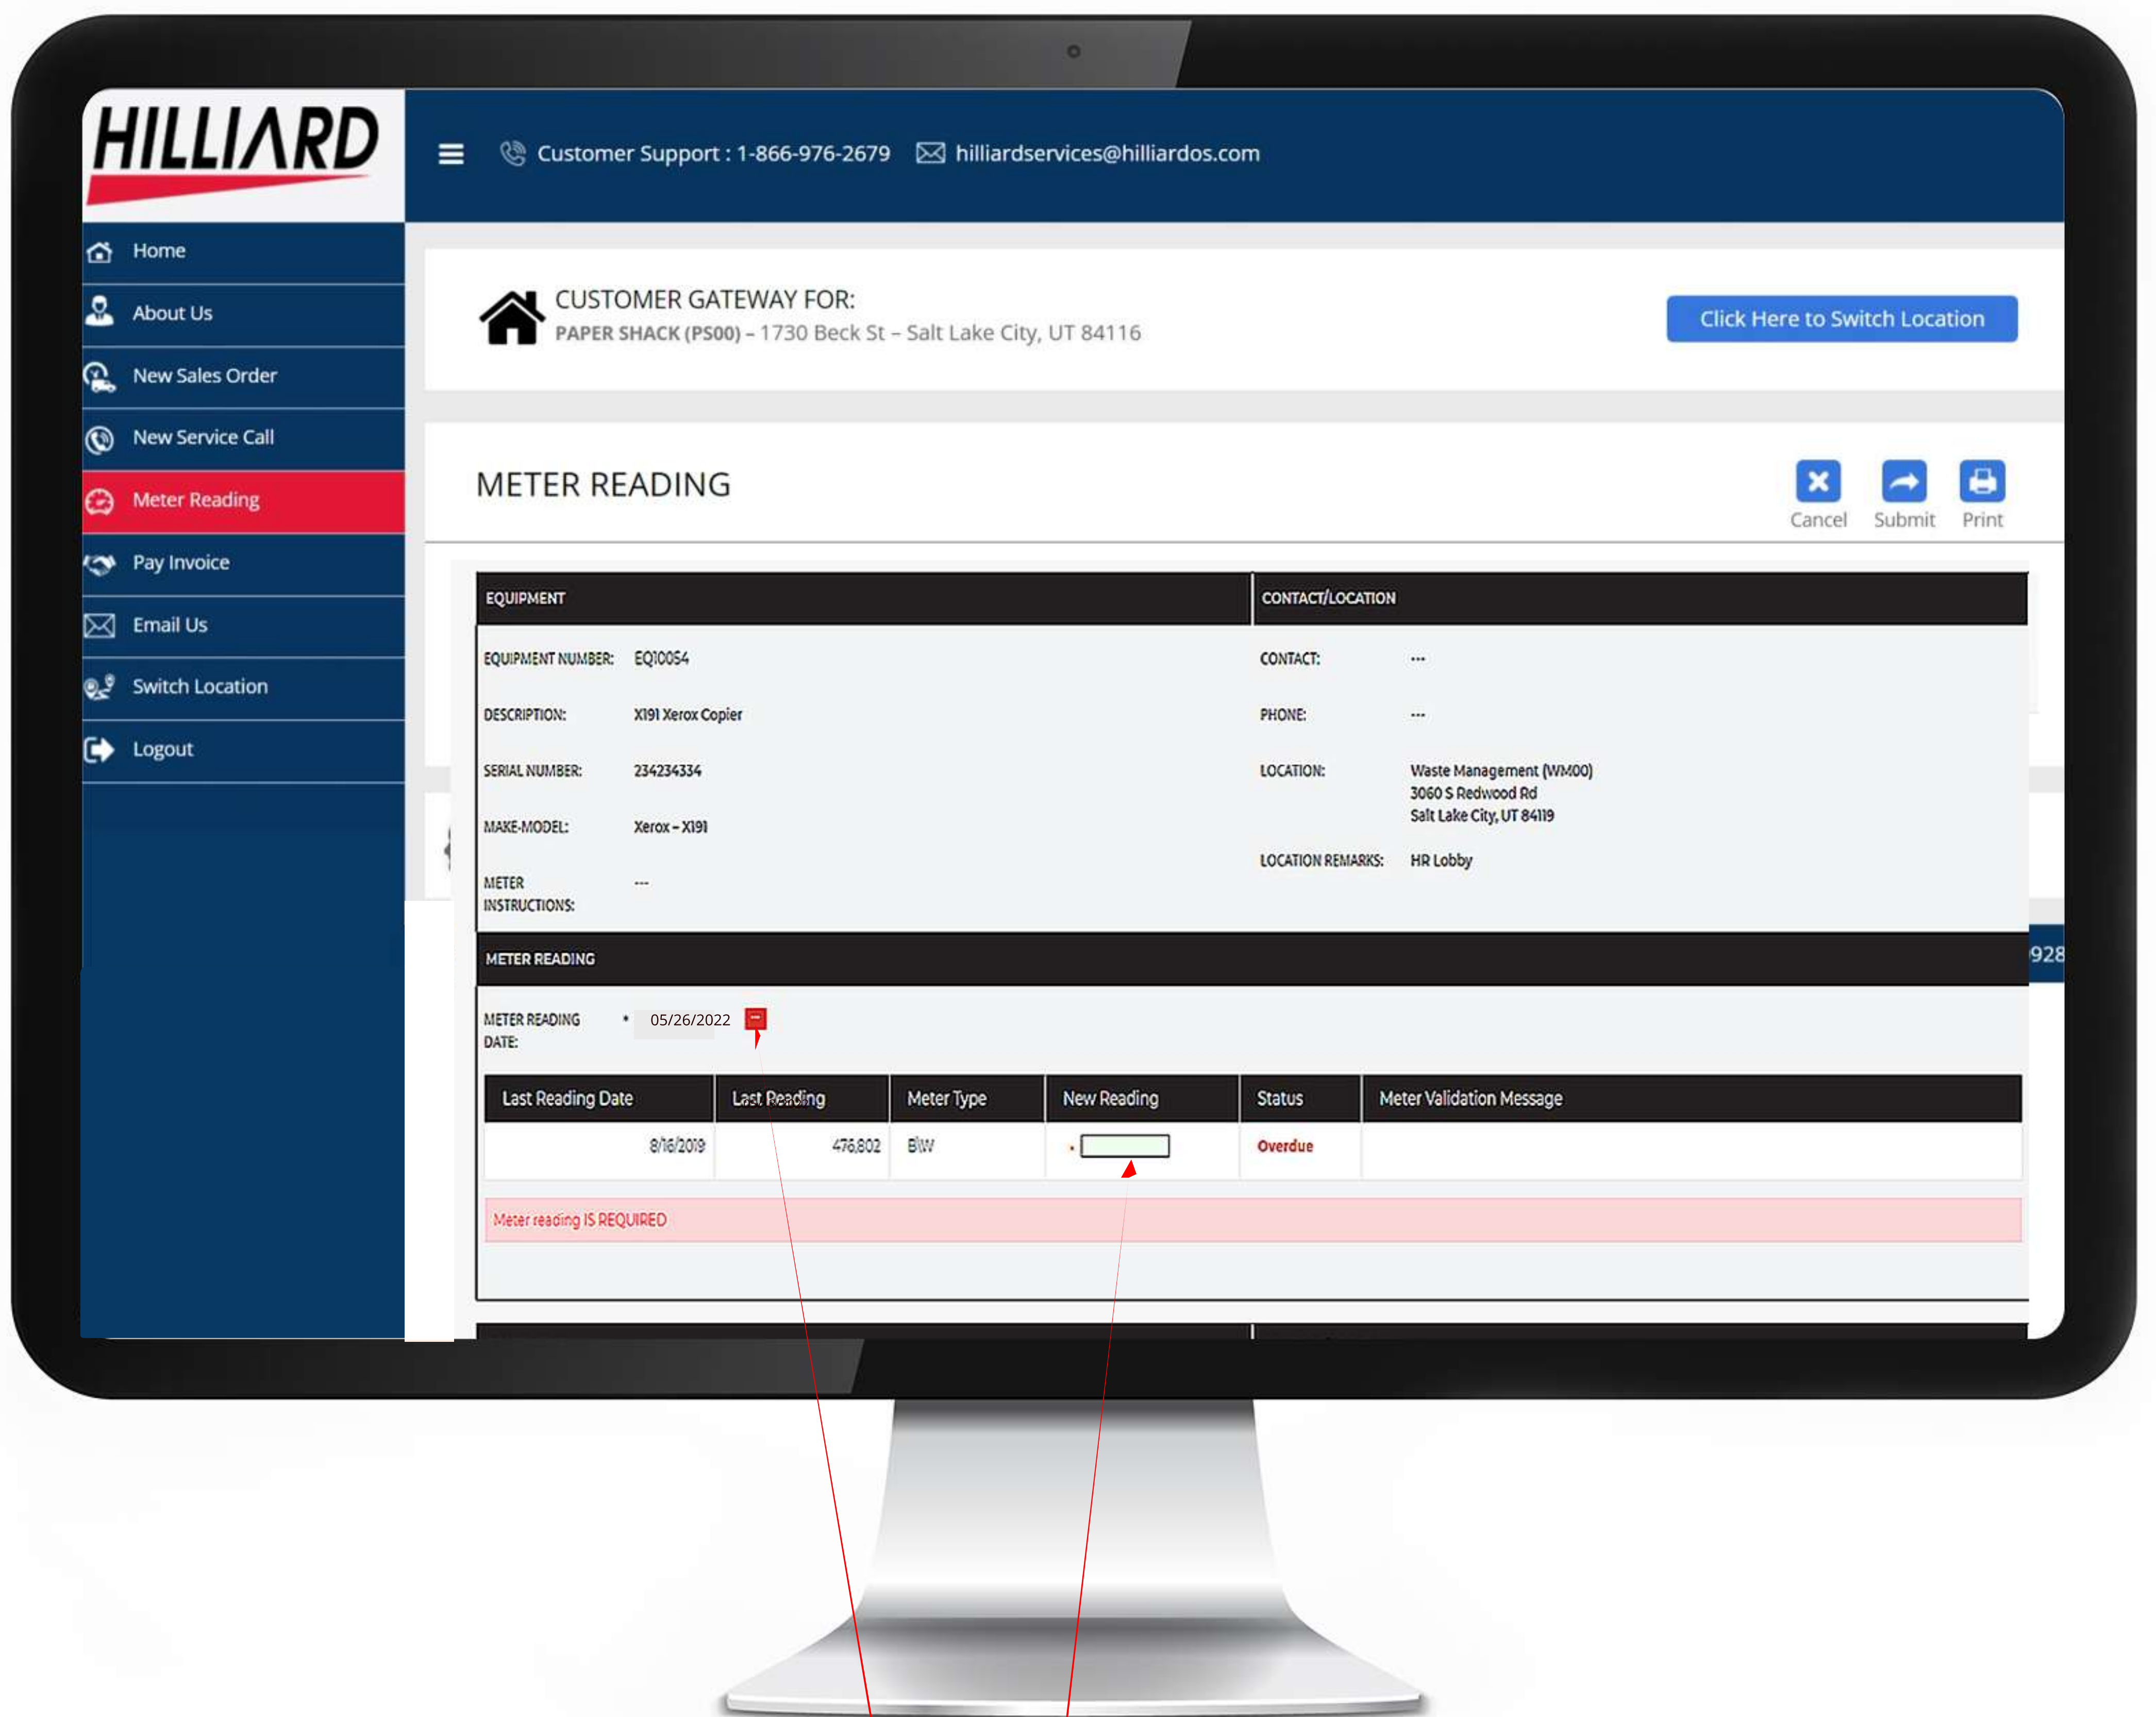 HILLIARD
Customer Support : 1-866-976-2679 hilliardservices@hilliardos.com
Home
About Us
New Sales Order
New Service Call
Meter Reading
Pay Invoice
Email Us
Switch Location
Logout
CUSTOMER GATEWAY FOR:
PAPER SHACK (PS00) – 1730 Beck St – Salt Lake City, UT 84116
Click Here to Switch Location
METER READING
Cancel Submit Print
EQUIPMENT CONTACT/LOCATION
EQUIPMENT NUMBER: EQ10054
DESCRIPTION: X191 Xerox Copier
SERIAL NUMBER: 234234334
MAKE-MODEL: Xerox – X191
METER INSTRUCTIONS: ---
CONTACT: ---
PHONE: ---
LOCATION: Waste Management (WM00)
3060 S Redwood Rd
Salt Lake City, UT 84119
LOCATION REMARKS: HR Lobby
928
METER READING
METER READING DATE: * 05/26/2022
Last Reading Date Last Reading Meter Type New Reading Status Meter Validation Message
8/16/2019 476,802 B\W Overdue
Meter reading IS REQUIRED